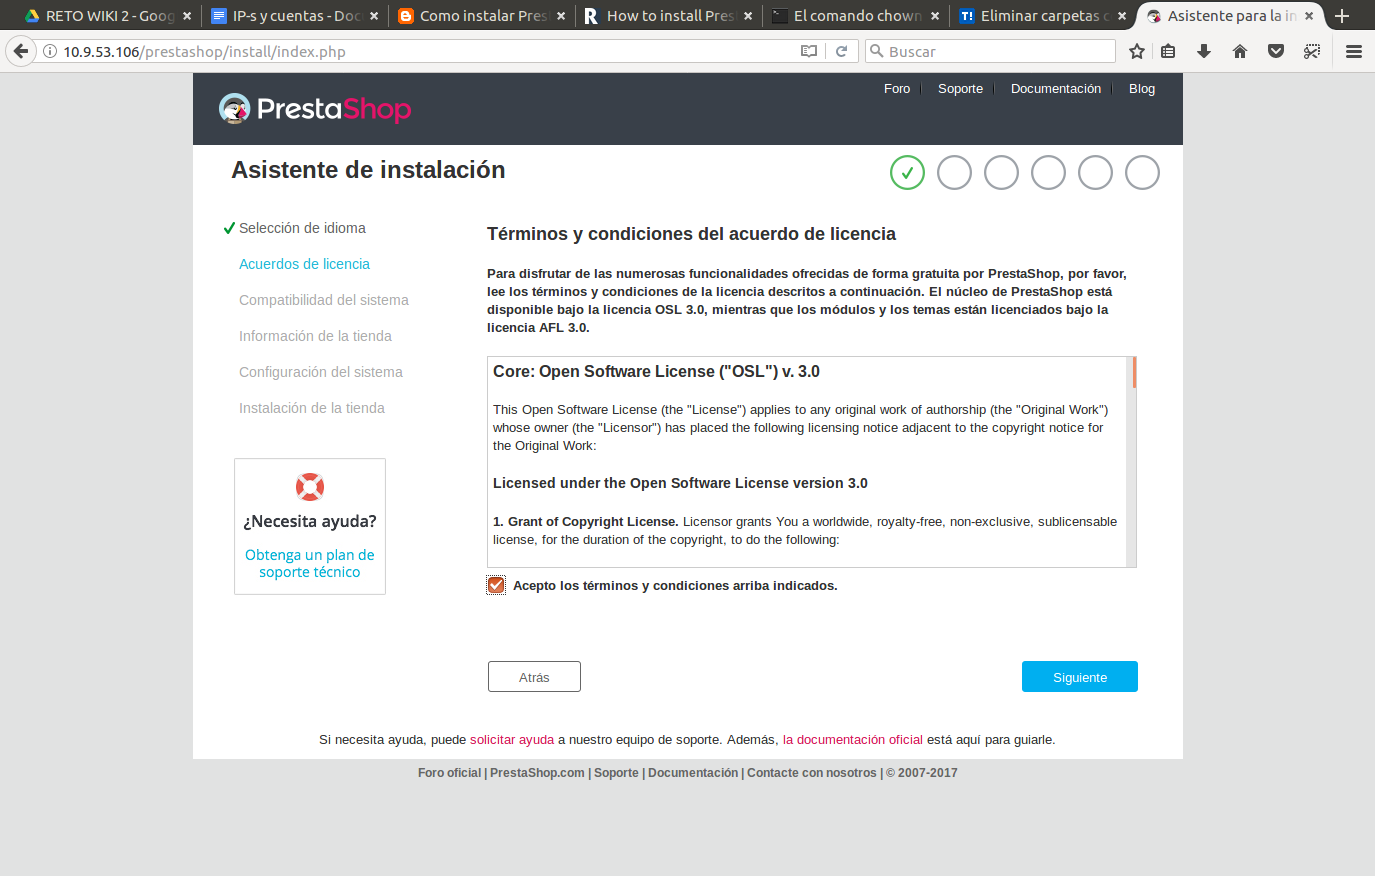 RETO WIKI 2 - Goog
IP-s y cuentas - Doc
Como instalar Pres
How to install Pres
El comando chown
Eliminar carpetas c
Asistente para la in
10.9.53.106/prestashop/install/index.php
Buscar
PrestaShop
Foro
Soporte
Documentación
Blog
Asistente de instalación
Selección de idioma
Acuerdos de licencia
Compatibilidad del sistema
Información de la tienda
Configuración del sistema
Instalación de la tienda
¿Necesita ayuda?
Obtenga un plan de
soporte técnico
Términos y condiciones del acuerdo de licencia
Para disfrutar de las numerosas funcionalidades ofrecidas de forma gratuita por PrestaShop, por favor,
lee los términos y condiciones de la licencia descritos a continuación. El núcleo de PrestaShop está
disponible bajo la licencia OSL 3.0, mientras que los módulos y los temas están licenciados bajo la
licencia AFL 3.0.
Core: Open Software License ("OSL") v. 3.0
This Open Software License (the "License") applies to any original work of authorship (the "Original Work")
whose owner (the "Licensor") has placed the following licensing notice adjacent to the copyright notice for
the Original Work:
Licensed under the Open Software License version 3.0
1. Grant of Copyright License. Licensor grants You a worldwide, royalty-free, non-exclusive, sublicensable
license, for the duration of the copyright, to do the following:
Acepto los términos y condiciones arriba indicados.
Atrás
Siguiente
Si necesita ayuda, puede solicitar ayuda a nuestro equipo de soporte. Además, la documentación oficial está aquí para guiarle.
Foro oficial | PrestaShop.com | Soporte | Documentación | Contacte con nosotros | © 2007-2017